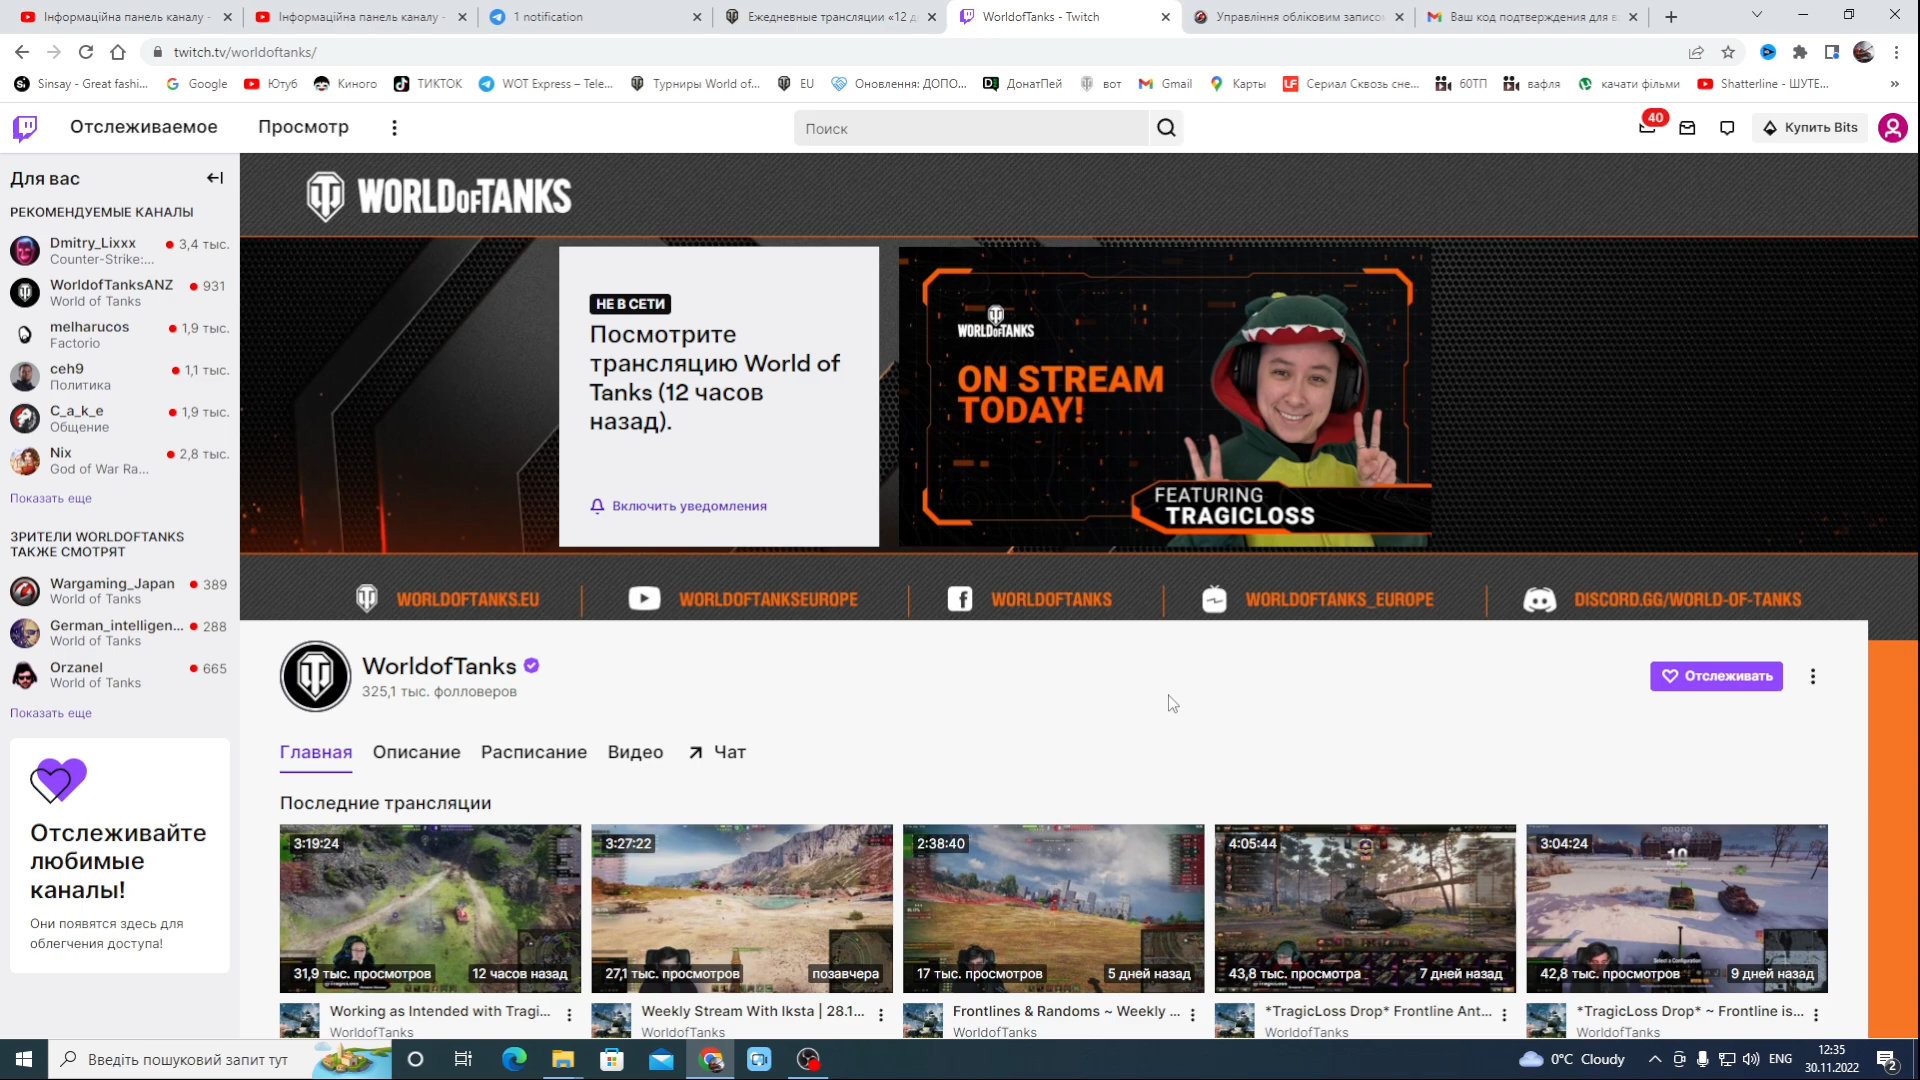 Інформаційна панель каналу -
Інформаційна панель каналу -
1 notification
Ежедневные трансляции «12 д
WorldofTanks - Twitch
Управління обліковим записо
Ваш код подтверждения для в
twitch.tv/worldoftanks/
Sinsay - Great fashi...
Google
Ютуб
Киного
ТИКТОК
WOT Express – Tele...
Турниры World of...
EU
Оновлення: ДОПО...
ДонатПей
вот
Gmail
Карты
Сериал Сквозь сне...
60ТП
вафля
качати фільми
Shatterline - ШУТЕ...
»
Отслеживаемое
Просмотр
Поиск
40
Купить Bits
Для вас
РЕКОМЕНДУЕМЫЕ КАНАЛЫ
Dmitry_Lixxx
3,4 тыс.
Counter-Strike:...
WorldofTanksANZ
931
World of Tanks
melharucos
1,9 тыс.
Factorio
ceh9
1,1 тыс.
Политика
C_a_k_e
1,9 тыс.
Общение
Nix
2,8 тыс.
God of War Ra...
Показать еще
ЗРИТЕЛИ WORLDOFTANKS
ТАКЖЕ СМОТРЯТ
Wargaming_Japan
389
World of Tanks
German_intelligen...
288
World of Tanks
Orzanel
665
World of Tanks
Показать еще
Отслеживайте
любимые
каналы!
Они появятся здесь для
облегчения доступа!
WORLDOFTANKS
НЕ В СЕТИ
Посмотрите
трансляцию World of
Tanks (12 часов
назад).
Включить уведомления
WORLDOFTANKS
ON STREAM
TODAY!
FEATURING
TRAGICLOSS
WORLDOFTANKS.EU
WORLDOFTANKSEUROPE
WORLDOFTANKS
WORLDOFTANKS_EUROPE
DISCORD.GG/WORLD-OF-TANKS
WorldofTanks
325,1 тыс. фолловеров
Отслеживать
Главная
Описание
Расписание
Видео
Чат
Последние трансляции
3:19:24
31,9 тыс. просмотров
12 часов назад
Working as Intended with Tragi...
WorldofTanks
3:27:22
27,1 тыс. просмотров
позавчера
Weekly Stream With Iksta | 28.1...
WorldofTanks
2:38:40
17 тыс. просмотров
5 дней назад
Frontlines & Randoms ~ Weekly ...
WorldofTanks
4:05:44
43,8 тыс. просмотра
7 дней назад
*TragicLoss Drop* Frontline Ant...
WorldofTanks
3:04:24
10
42,8 тыс. просмотров
9 дней назад
*TragicLoss Drop* ~ Frontline is...
WorldofTanks
Введіть пошуковий запит тут
0°C Cloudy
ENG
12:35
30.11.2022
2